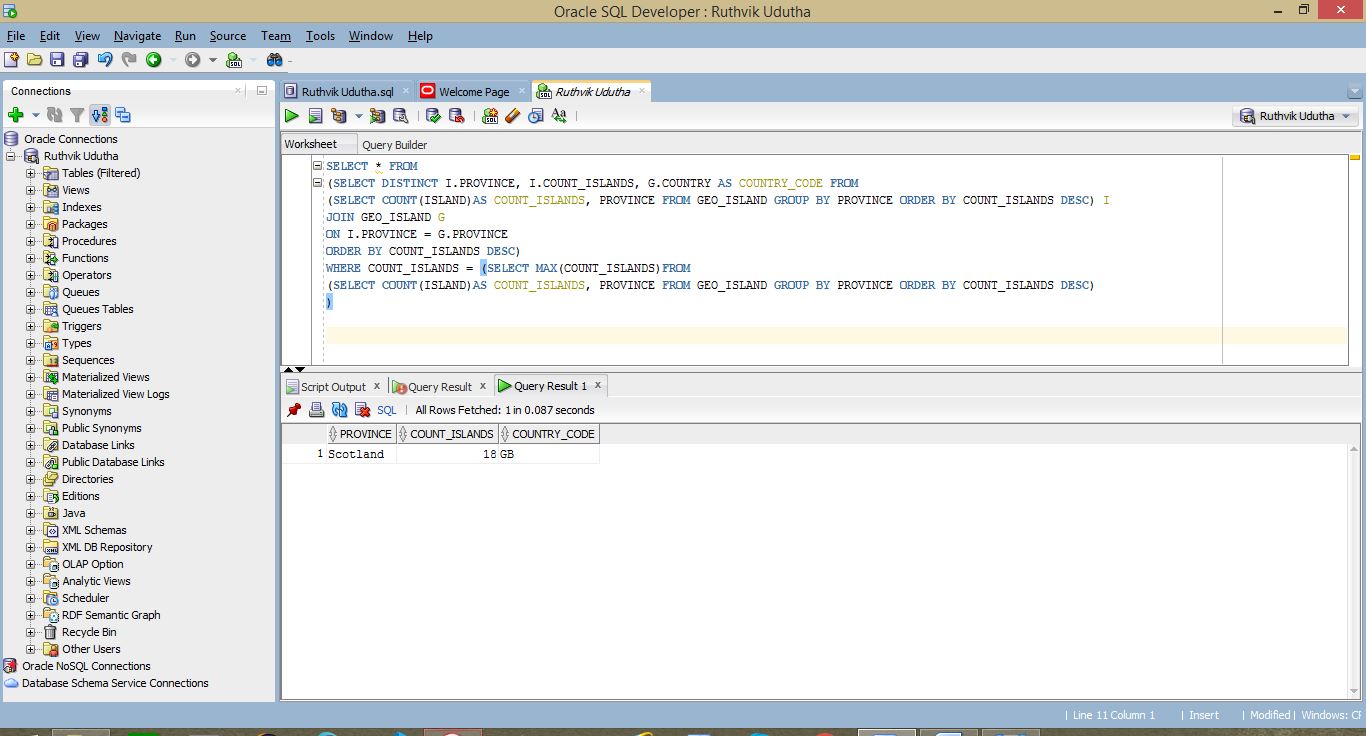 Oracle SQL Developer : Ruthvik Udutha
File Edit View Navigate Run Source Team Tools Window Help
Connections
Oracle Connections
Ruthvik Udutha
Tables (Filtered)
Views
Indexes
Packages
Procedures
Functions
Operators
Queues
Queues Tables
Triggers
Types
Sequences
Materialized Views
Materialized View Logs
Synonyms
Public Synonyms
Database Links
Public Database Links
Directories
Editions
Java
XML Schemas
XML DB Repository
OLAP Option
Analytic Views
Scheduler
RDF Semantic Graph
Recycle Bin
Other Users
Oracle NoSQL Connections
Database Schema Service Connections
Ruthvik Udutha.sql Welcome Page Ruthvik Udutha
Ruthvik Udutha
Worksheet Query Builder
SELECT * FROM
(SELECT DISTINCT I.PROVINCE, I.COUNT_ISLANDS, G.COUNTRY AS COUNTRY_CODE FROM
(SELECT COUNT(ISLAND)AS COUNT_ISLANDS, PROVINCE FROM GEO_ISLAND GROUP BY PROVINCE ORDER BY COUNT_ISLANDS DESC) I
JOIN GEO_ISLAND G
ON I.PROVINCE = G.PROVINCE
ORDER BY COUNT_ISLANDS DESC)
WHERE COUNT_ISLANDS = (SELECT MAX(COUNT_ISLANDS)FROM
(SELECT COUNT(ISLAND)AS COUNT_ISLANDS, PROVINCE FROM GEO_ISLAND GROUP BY PROVINCE ORDER BY COUNT_ISLANDS DESC)
)
Script Output x Query Result x Query Result 1 x
SQL | All Rows Fetched: 1 in 0.087 seconds
PROVINCE COUNT_ISLANDS COUNTRY_CODE
1 Scotland 18 GB
| Line 11 Column 1 | Insert | Modified | Windows: CF